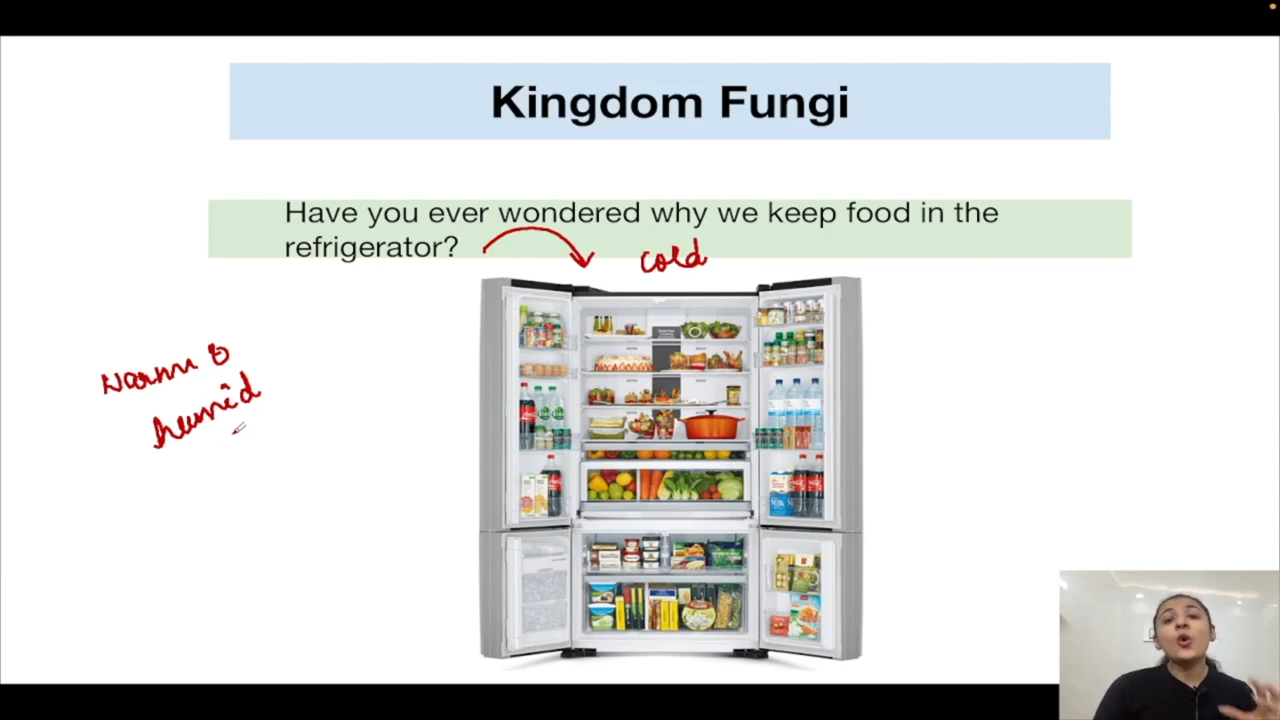 Kingdom Fungi
Have you ever wondered why we keep food in the
refrigerator?
cold
warm &
humid